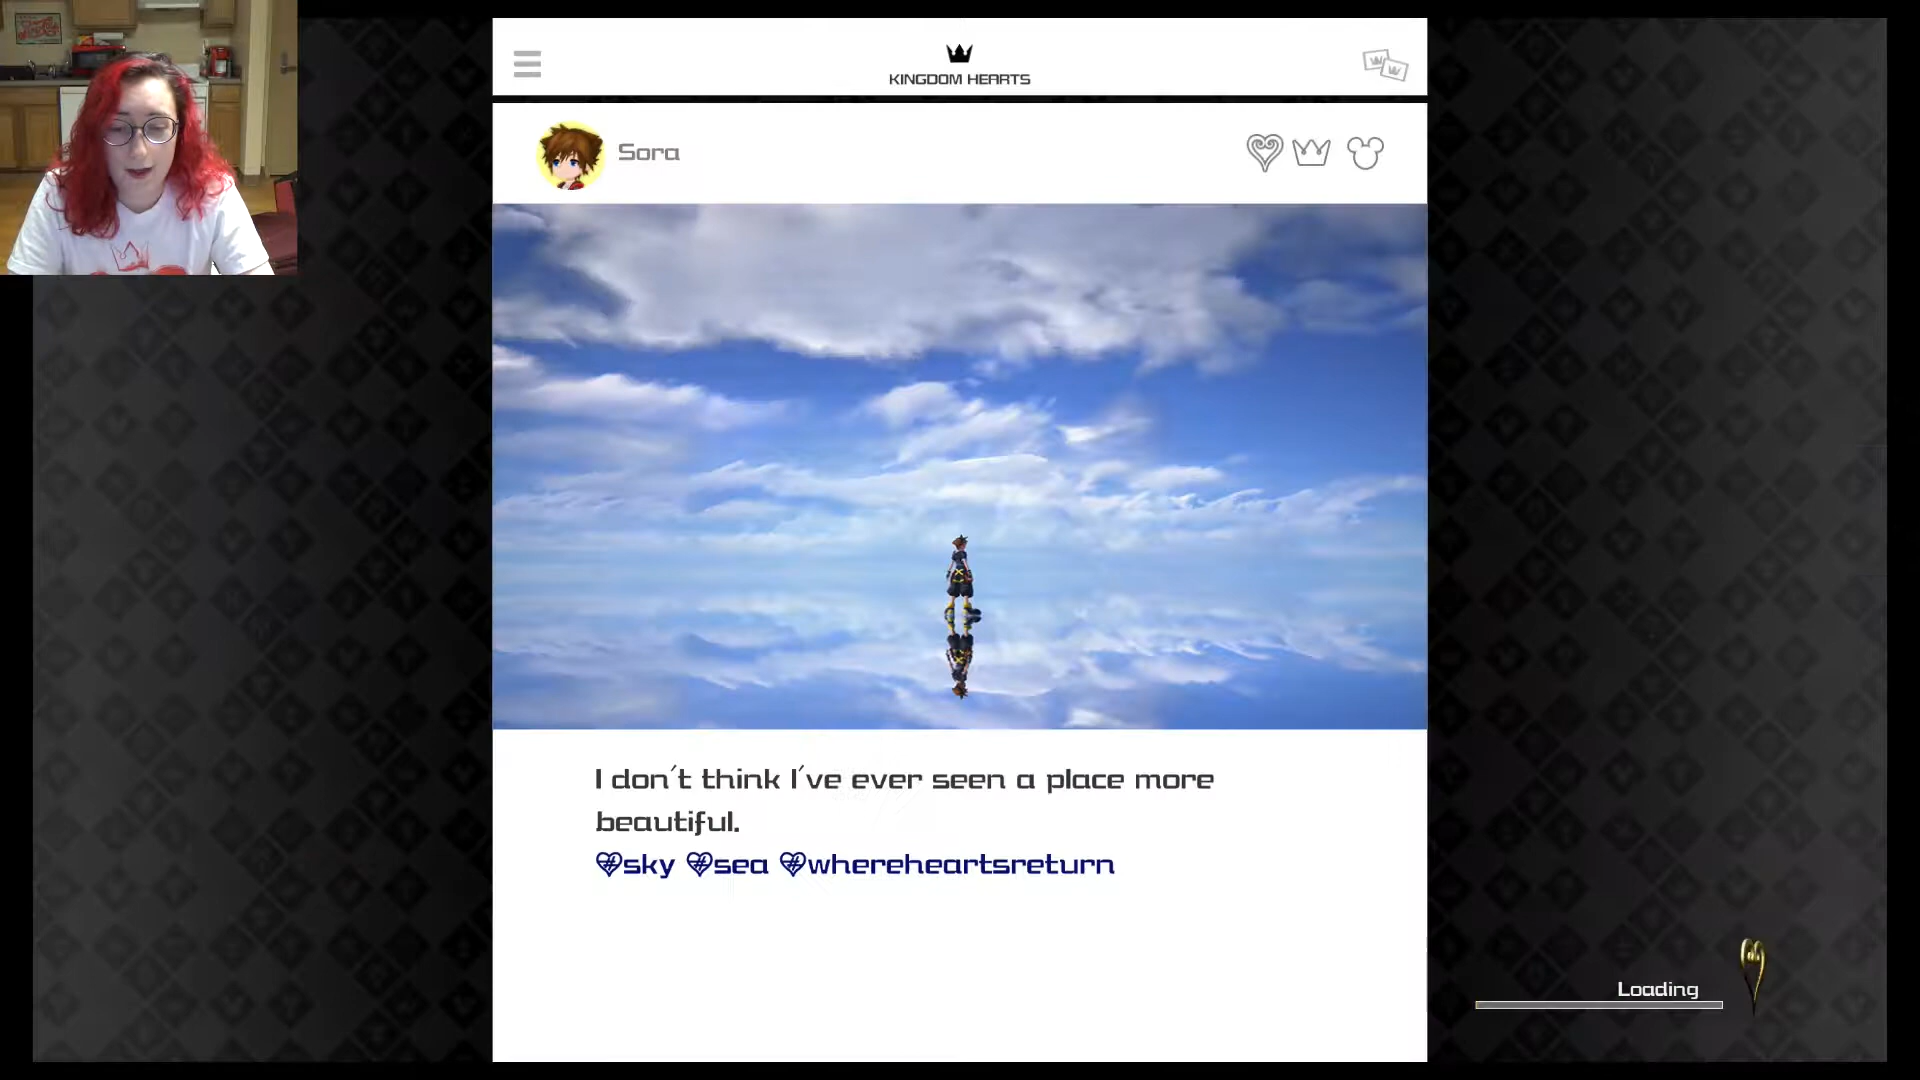 KINGDOM HEARTS
Sora
I don't think I've ever seen a place more
beautiful.
#sky #sea #whereheartsreturn
Loading